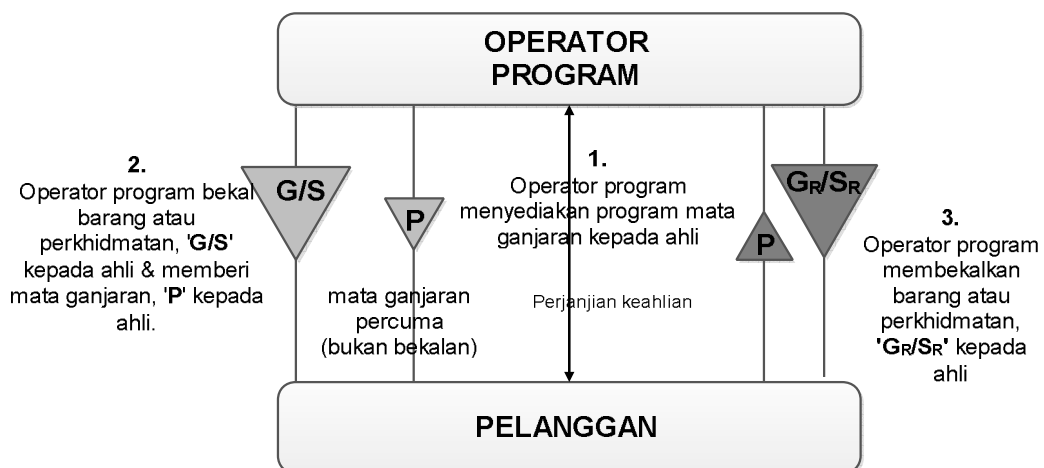 OPERATOR
PROGRAM
2.
Operator program bekal
barang atau
perkhidmatan, 'G/S'
kepada ahli & memberi
mata ganjaran, 'P' kepada
ahli.
G/S
P
mata ganjaran
percuma
(bukan bekalan)
1.
Operator program
menyediakan program mata
ganjaran kepada ahli
Perjanjian keahlian
P
GR/SR
3.
Operator program
membekalkan
barang atau
perkhidmatan,
'GR/SR' kepada
ahli
PELANGGAN